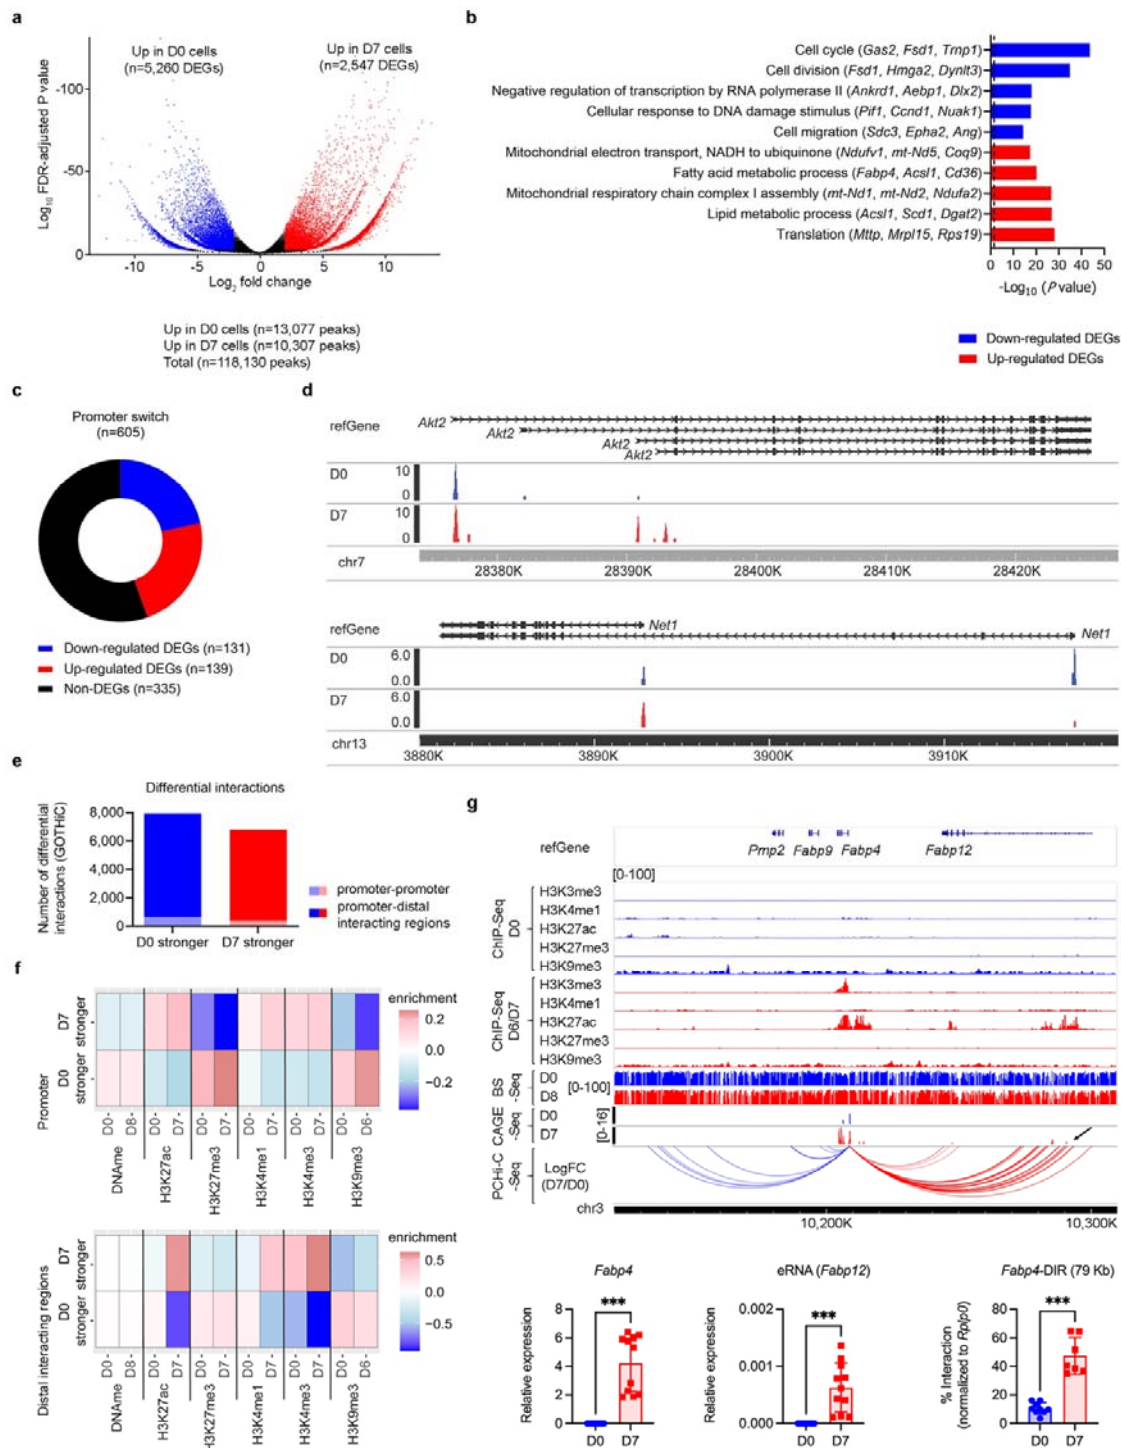 a
Up in D0 cells
(n=5,260 DEGs)
Up in D7 cells
(n=2,547 DEGs)
Log10 FDR-adjusted P value
-100
-50
0
-10
-5
0
5
10
Log2 fold change
Up in D0 cells (n=13,077 peaks)
Up in D7 cells (n=10,307 peaks)
Total (n=118,130 peaks)
b
Cell cycle (Gas2, Fsd1, Trnp1)
Cell division (Fsd1, Hmga2, Dynlt3)
Negative regulation of transcription by RNA polymerase II (Ankrd1, Aebp1, Dlx2)
Cellular response to DNA damage stimulus (Pif1, Ccnd1, Nuak1)
Cell migration (Sdc3, Epha2, Ang)
Mitochondrial electron transport, NADH to ubiquinone (Ndufv1, mt-Nd5, Coq9)
Fatty acid metabolic process (Fabp4, Acsl1, Cd36)
Mitochondrial respiratory chain complex I assembly (mt-Nd1, mt-Nd2, Ndufa2)
Lipid metabolic process (Acsl1, Scd1, Dgat2)
Translation (Mttp, Mrpl15, Rps19)
0 10 20 30 40 50
-Log10 (P value)
Down-regulated DEGs
Up-regulated DEGs
c
Promoter switch
(n=605)
Down-regulated DEGs (n=131)
Up-regulated DEGs (n=139)
Non-DEGs (n=335)
d
refGene
Akt2
Akt2
Akt2
Akt2
D0
10
0
D7
10
0
chr7
28380K 28390K 28400K 28410K 28420K
refGene
Net1
Net1
D0
6.0
0.0
D7
6.0
0.0
chr13
3880K 3890K 3900K 3910K
e
Differential interactions
Number of differential
interactions (GOTHiC)
8,000
6,000
4,000
2,000
0
D0 stronger D7 stronger
promoter-promoter
promoter-distal
interacting regions
f
Promoter
D7
stronger
D0
stronger
enrichment
0.2
0.0
−0.2
D0 D8 D0 D7 D0 D7 D0 D7 D0 D7 D0 D6
DNAme H3K27ac H3K27me3 H3K4me1 H3K4me3 H3K9me3
Distal interacting regions
D7
stronger
D0
stronger
enrichment
0.5
0.0
−0.5
D0 D8 D0 D7 D0 D7 D0 D7 D0 D7 D0 D6
DNAme H3K27ac H3K27me3 H3K4me1 H3K4me3 H3K9me3
g
refGene
Pmp2 Fabp9 Fabp4 Fabp12
[0-100]
ChIP-Seq
D0
H3K3me3
H3K4me1
H3K27ac
H3K27me3
H3K9me3
ChIP-Seq
D6/D7
H3K3me3
H3K4me1
H3K27ac
H3K27me3
H3K9me3
BS
-Seq
D0
D8
[0-100]
CAGE
-Seq
D0
D7
[0-16]
PCHi-C
-Seq
LogFC
(D7/D0)
chr3
10,200K 10,300K
Fabp4
***
Relative expression
8
6
4
2
0
D0 D7
eRNA (Fabp12)
***
Relative expression
0.002
0.001
0.000
D0 D7
Fabp4-DIR (79 Kb)
***
% Interaction
(normalized to Rplp0)
80
60
40
20
0
D0 D7